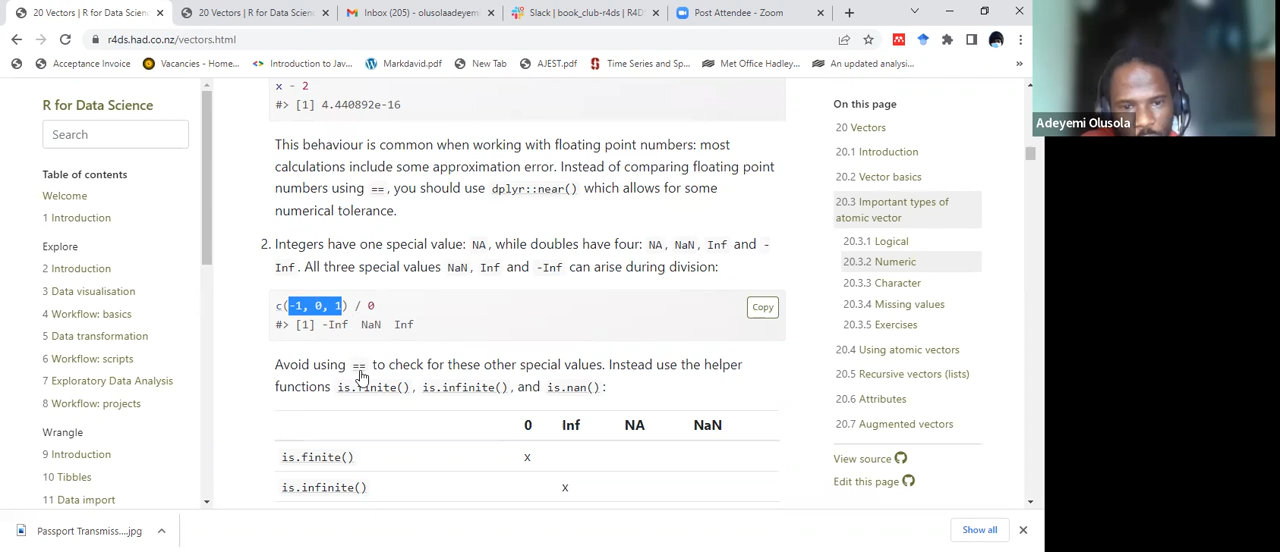 20 Vectors | R for Data Science
20 Vectors | R for Data Scienc
Inbox (205) - olusolaadeyem
Slack | book_club-r4ds | R4D
Post Attendee - Zoom
r4ds.had.co.nz/vectors.html
Acceptance Invoice
Vacancies - Home...
Introduction to Jav...
Markdavid.pdf
New Tab
AJEST.pdf
Time Series and Sp...
Met Office Hadley...
An updated analysi...
»
R for Data Science
Search
Table of contents
Welcome
1 Introduction
Explore
2 Introduction
3 Data visualisation
4 Workflow: basics
5 Data transformation
6 Workflow: scripts
7 Exploratory Data Analysis
8 Workflow: projects
Wrangle
9 Introduction
10 Tibbles
11 Data import
x - 2
#> [1] 4.440892e-16
This behaviour is common when working with floating point numbers: most
calculations include some approximation error. Instead of comparing floating point
numbers using ==, you should use dplyr::near() which allows for some
numerical tolerance.
2. Integers have one special value: NA, while doubles have four: NA, NaN, Inf and -
Inf. All three special values NaN, Inf and -Inf can arise during division:
c(-1, 0, 1) / 0
Copy
#> [1] -Inf NaN Inf
Avoid using == to check for these other special values. Instead use the helper
functions is.finite(), is.infinite(), and is.nan():
0 Inf NA NaN
is.finite() x
is.infinite() x
On this page
20 Vectors
20.1 Introduction
20.2 Vector basics
20.3 Important types of
atomic vector
20.3.1 Logical
20.3.2 Numeric
20.3.3 Character
20.3.4 Missing values
20.3.5 Exercises
20.4 Using atomic vectors
20.5 Recursive vectors (lists)
20.6 Attributes
20.7 Augmented vectors
View source
Edit this page
Adeyemi Olusola
Passport Transmiss....jpg
Show all